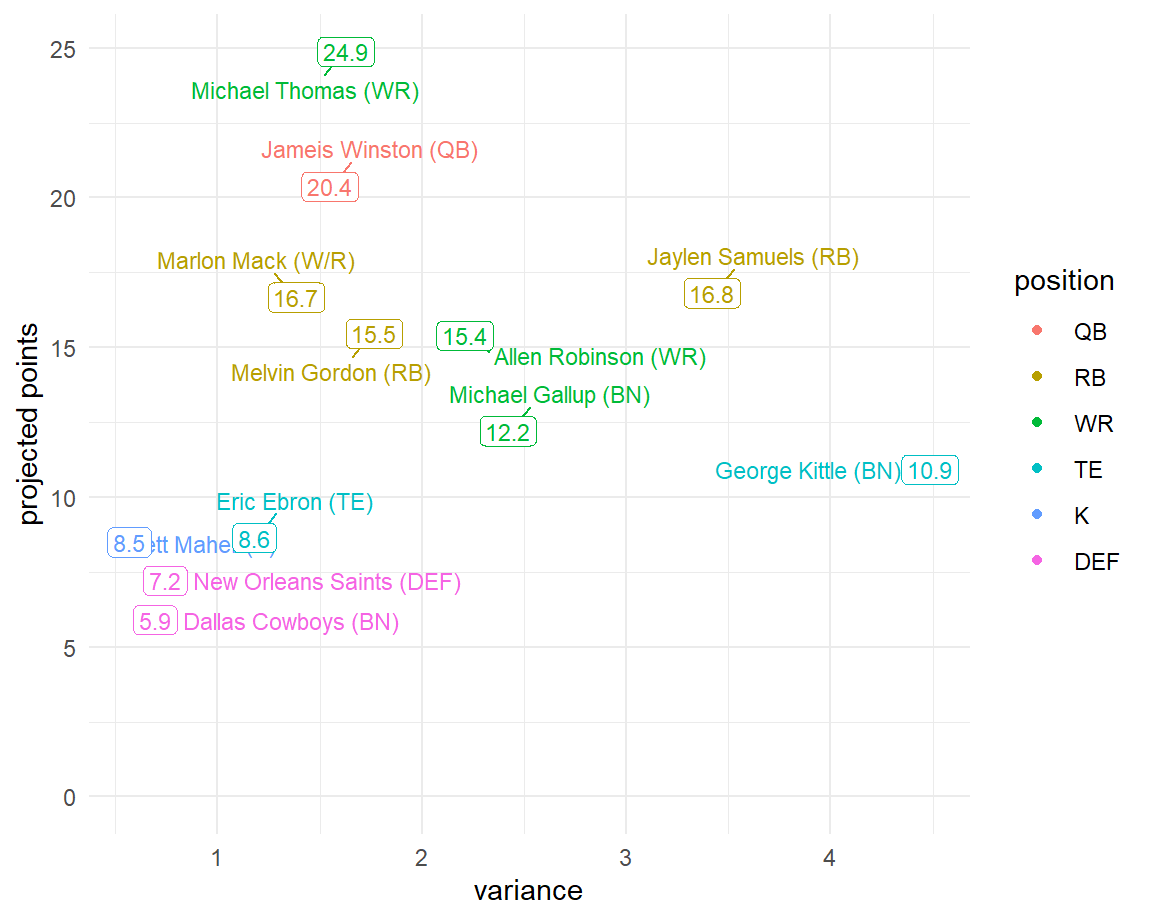 25
24.9
Michael Thomas (WR)
Jameis Winston (QB)
20.4
20
Marlon Mack (W/R)
Jaylen Samuels (RB)
16.7
16.8
15.5
15.4
15
Allen Robinson (WR)
Melvin Gordon (RB)
Michael Gallup (BN)
12.2
George Kittle (BN)
10.9
10
Eric Ebron (TE)
8.5
8.6
7.2
New Orleans Saints (DEF)
5.9
Dallas Cowboys (BN)
5
0
1
2
3
4
variance
projected points
position
QB
RB
WR
TE
K
DEF